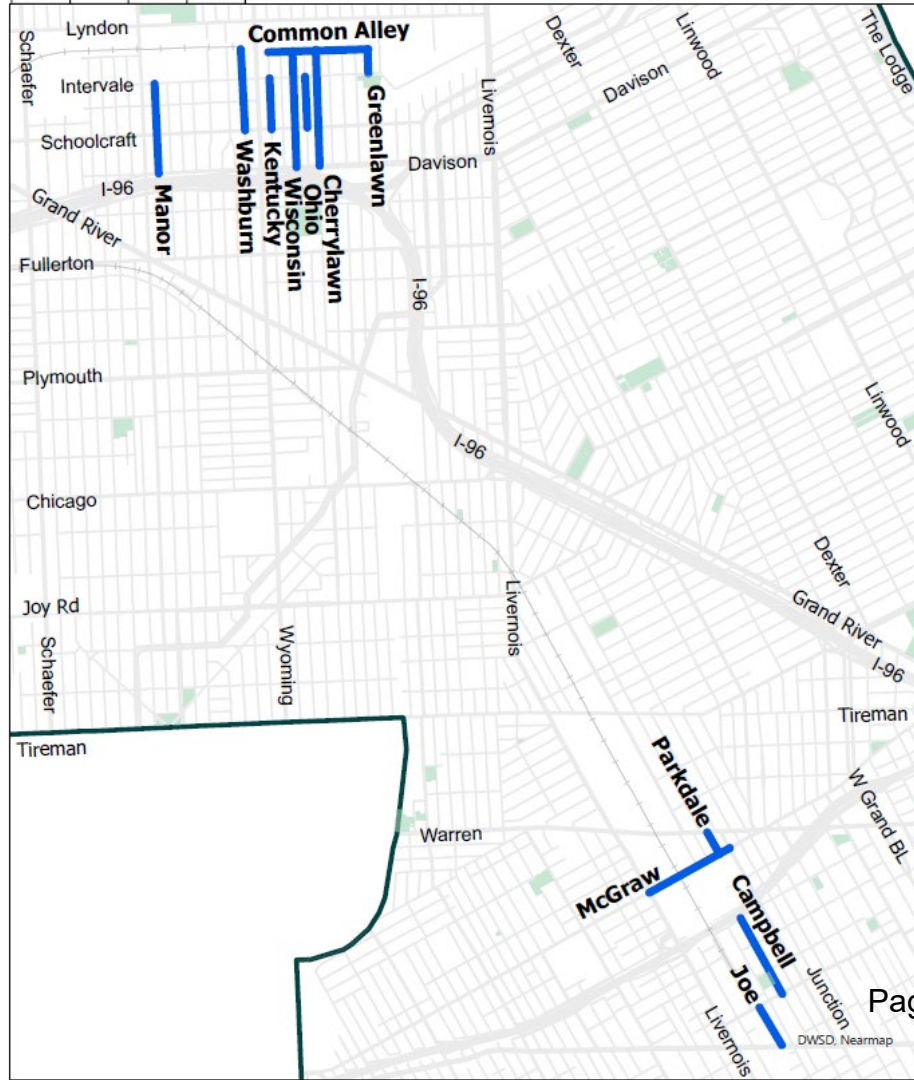 Lyndon
Common Alley
Schaefer
Dexter
Linwood
The Lodge
Intervale
Davison
Livernois
Greenlawn
Schoolcraft
Davison
Washburn
Kentucky
Wisconsin
Ohio
Cherrylawn
I-96
Manor
Grand River
Fullerton
I-96
Plymouth
Linwood
I-96
Chicago
Dexter
Joy Rd
Livernois
Grand River
Wyoming
Schaefer
I-96
Tireman
Tireman
Parkdale
W Grand BL
Warren
McGraw
Campbell
Joe
Junction
Pag
Livernois
DWSD, Nearmap